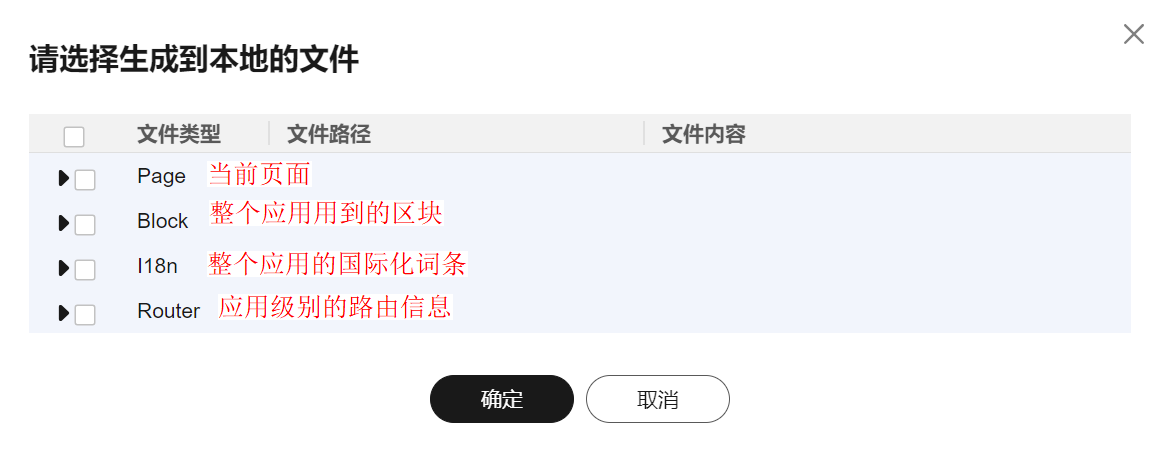 请选择生成到本地的文件
文件类型 文件路径 文件内容
Page 当前页面
Block 整个应用用到的区块
I18n 整个应用的国际化词条
Router 应用级别的路由信息
确定 取消